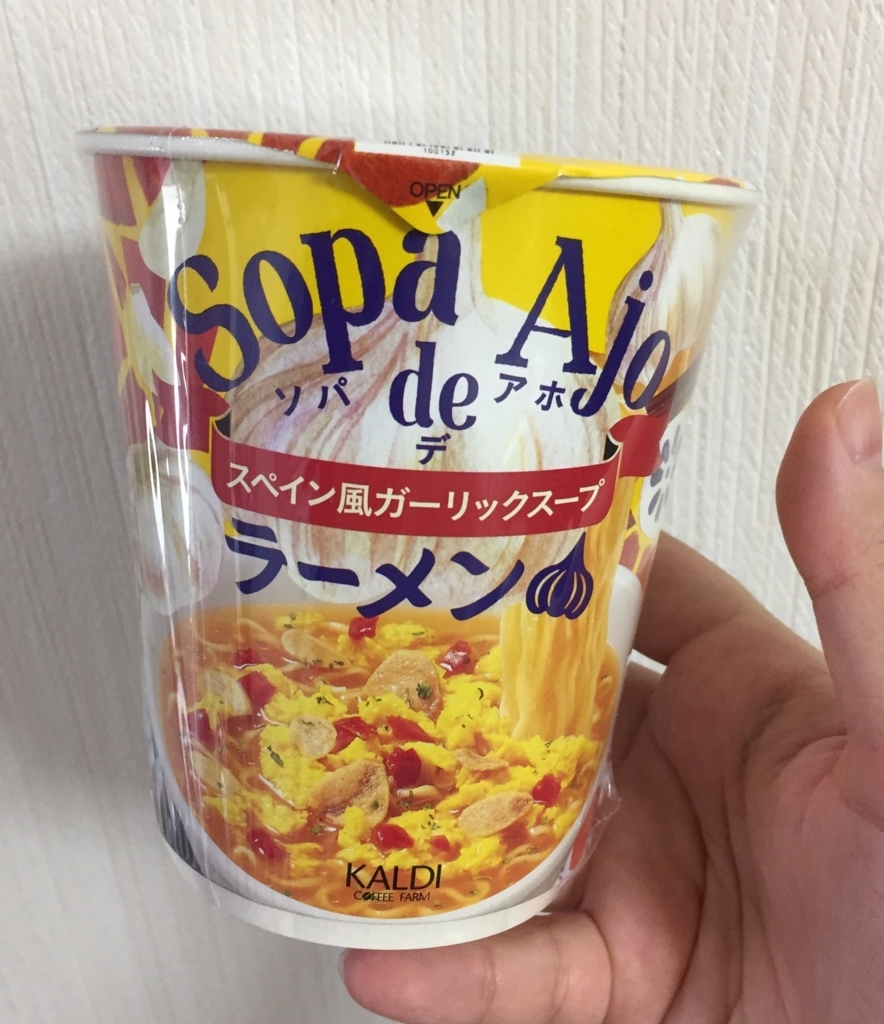 100152
OPEN
Sopa de Ajo
ソパ デ アホ
スペイン風ガーリックスープ
ラーメン
KALDI
COFFEE FARM